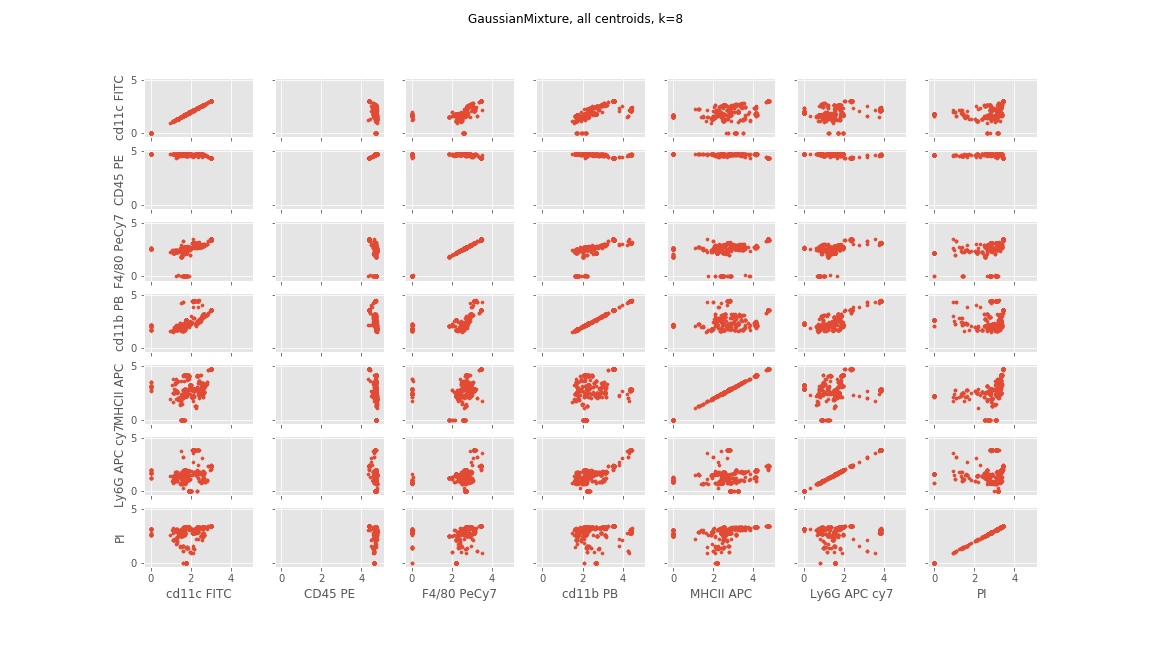 GaussianMixture, all centroids, k=8
cd11c FITC
5
0
CD45 PE
5
0
F4/80 PeCy7
5
0
cd11b PB
5
0
MHCII APC
5
0
Ly6G APC cy7
5
0
PI
5
0
0 2 4 0 2 4 0 2 4 0 2 4 0 2 4 0 2 4 0 2 4
cd11c FITC CD45 PE F4/80 PeCy7 cd11b PB MHCII APC Ly6G APC cy7 PI